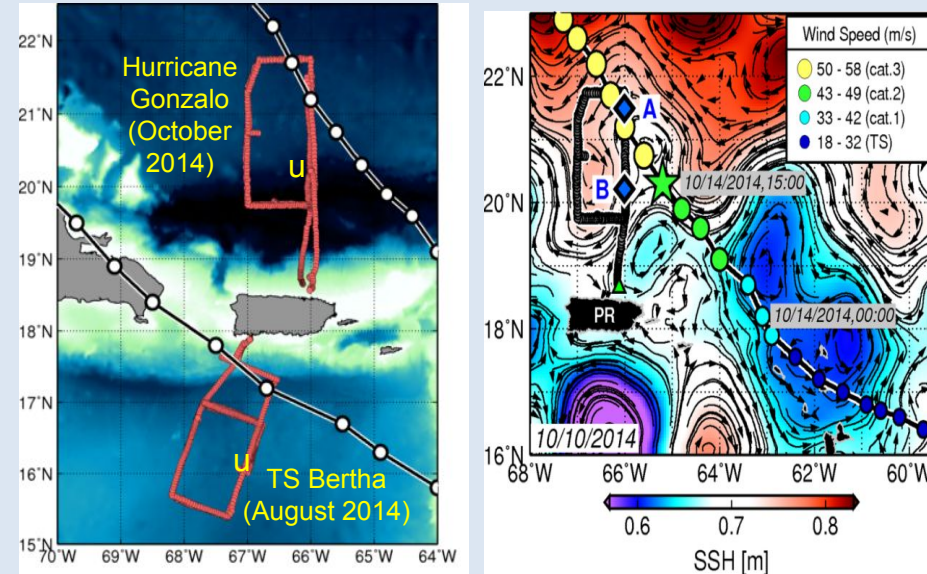 22°N
21°N
20°N
19°N
18°N
17°N
16°N
15°N
70°W 69°W 68°W 67°W 66°W 65°W 64°W
Hurricane
Gonzalo
(October
2014)
u
u
TS Bertha
(August 2014)
22°N
20°N
18°N
16°N
68°W 66°W 64°W 62°W 60°W
Wind Speed (m/s)
50 - 58 (cat.3)
43 - 49 (cat.2)
33 - 42 (cat.1)
18 - 32 (TS)
A
B
10/14/2014,15:00
PR
10/14/2014,00:00
10/10/2014
0.6 0.7 0.8
SSH [m]